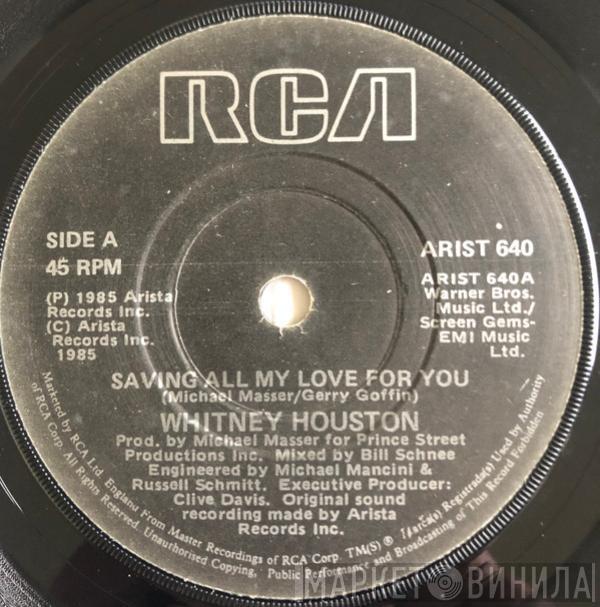 RCA
SIDE A
45 RPM
(P) 1985 Arista
Records Inc.
(C) Arista
Records Inc.
1985
ARIST 640
ARIST 640A
Warner Bros.
Music Ltd./
Screen Gems-
EMI Music
Ltd.
SAVING ALL MY LOVE FOR YOU
(Michael Masser/Gerry Goffin)
WHITNEY HOUSTON
Prod. by Michael Masser for Prince Street
Productions Inc. Mixed by Bill Schnee
Engineered by Michael Mancini &
Russell Schmitt. Executive Producer:
Clive Davis. Original sound
recording made by Arista
Records Inc.
Marketed by RCA Ltd. England From Master Recordings of RCA Corp. TM(S) ® Marca(s) Registrada(s) Used by Authority
of RCA Corp. All Rights Reserved. Unauthorised Copying, Public Performance and Broadcasting of This Record Forbidden
МАРКЕТ ВИНИЛА